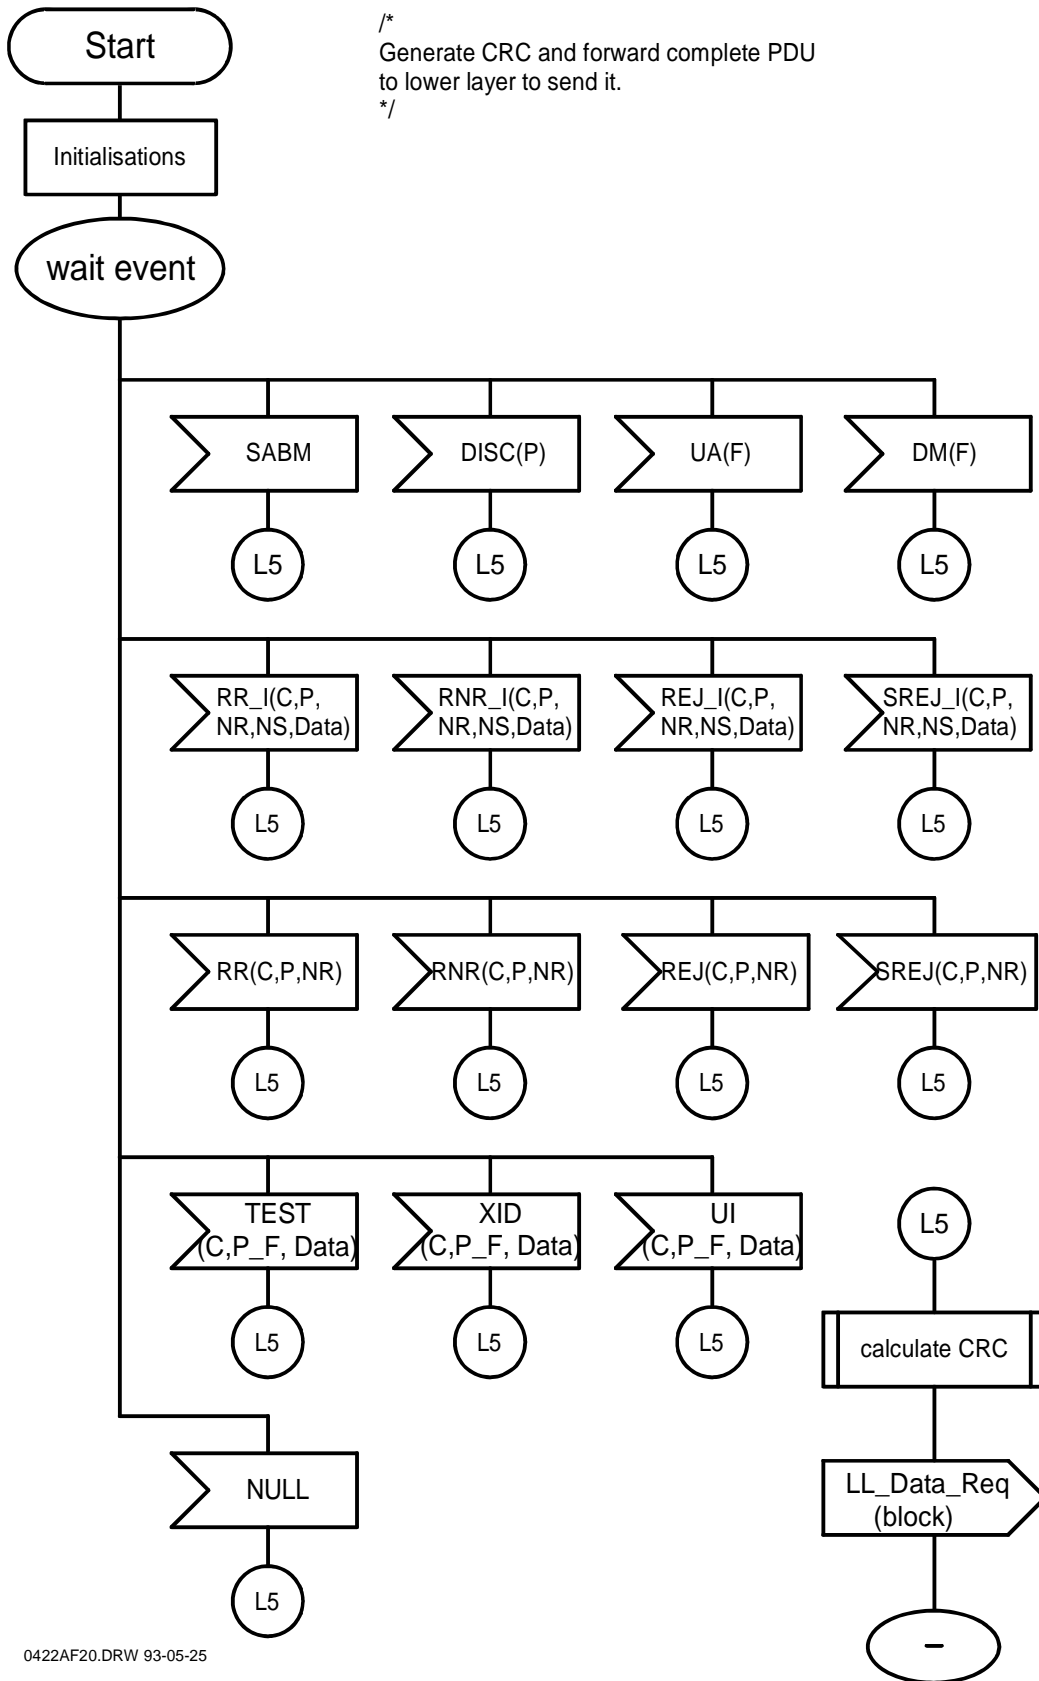 Start
/*
Generate CRC and forward complete PDU
to lower layer to send it.
*/
Initialisations
wait event
SABM
DISC(P)
UA(F)
DM(F)
L5
L5
L5
L5
RR_I(C,P,
NR,NS,Data)
RNR_I(C,P,
NR,NS,Data)
REJ_I(C,P,
NR,NS,Data)
SREJ_I(C,P,
NR,NS,Data)
L5
L5
L5
L5
RR(C,P,NR)
RNR(C,P,NR)
REJ(C,P,NR)
SREJ(C,P,NR)
L5
L5
L5
L5
TEST
(C,P_F, Data)
XID
(C,P_F, Data)
UI
(C,P_F, Data)
L5
L5
L5
L5
calculate CRC
NULL
LL_Data_Req
(block)
L5
–
0422AF20.DRW 93-05-25